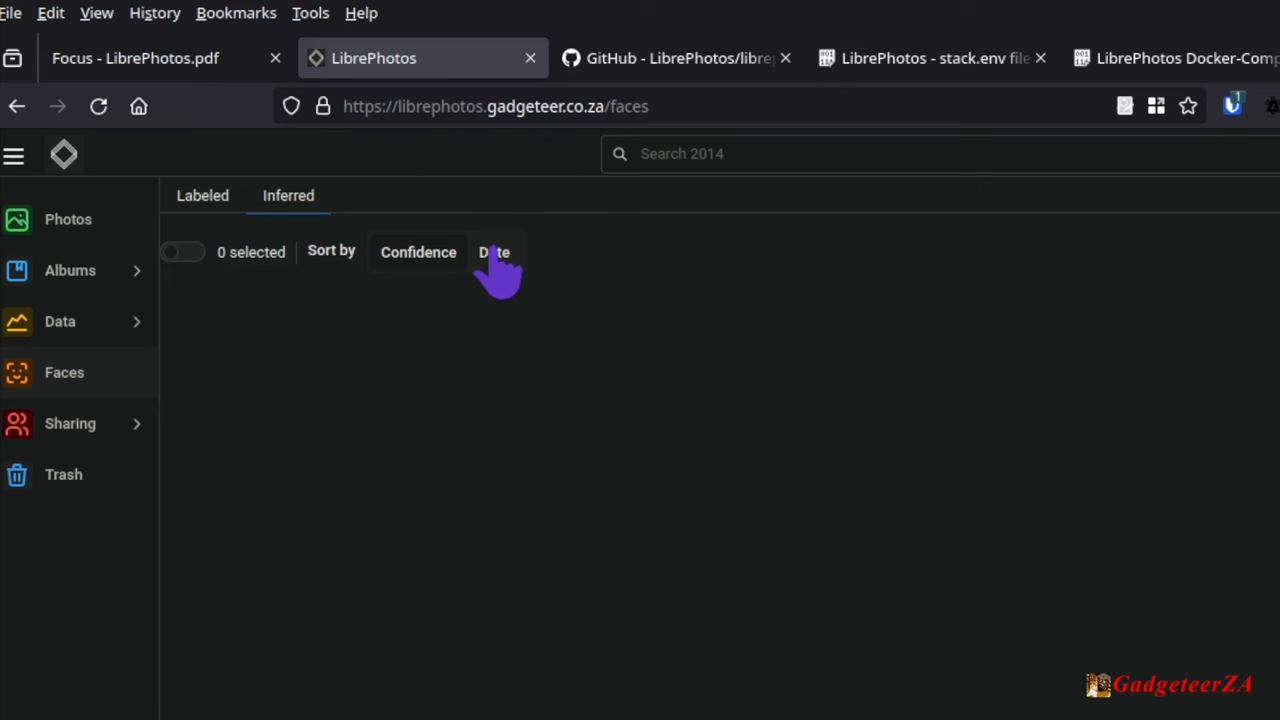 File Edit View History Bookmarks Tools Help
Focus - LibrePhotos.pdf LibrePhotos GitHub - LibrePhotos/libre LibrePhotos - stack.env file LibrePhotos Docker-Comp
https://librephotos.gadgeteer.co.za/faces 1
Search 2014
Labeled Inferred
0 selected Sort by Confidence Date
Photos
Albums
Data
Faces
Sharing
Trash
GadgeteerZA